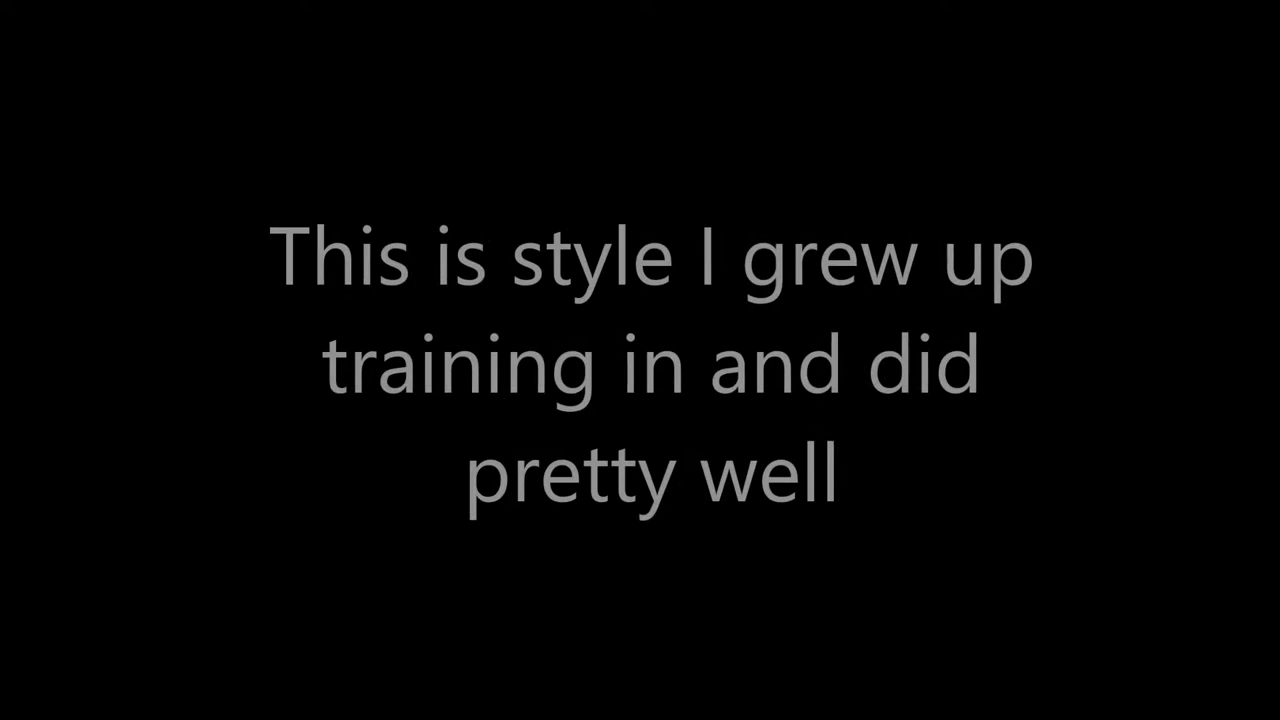 This is style I grew up
training in and did
pretty well